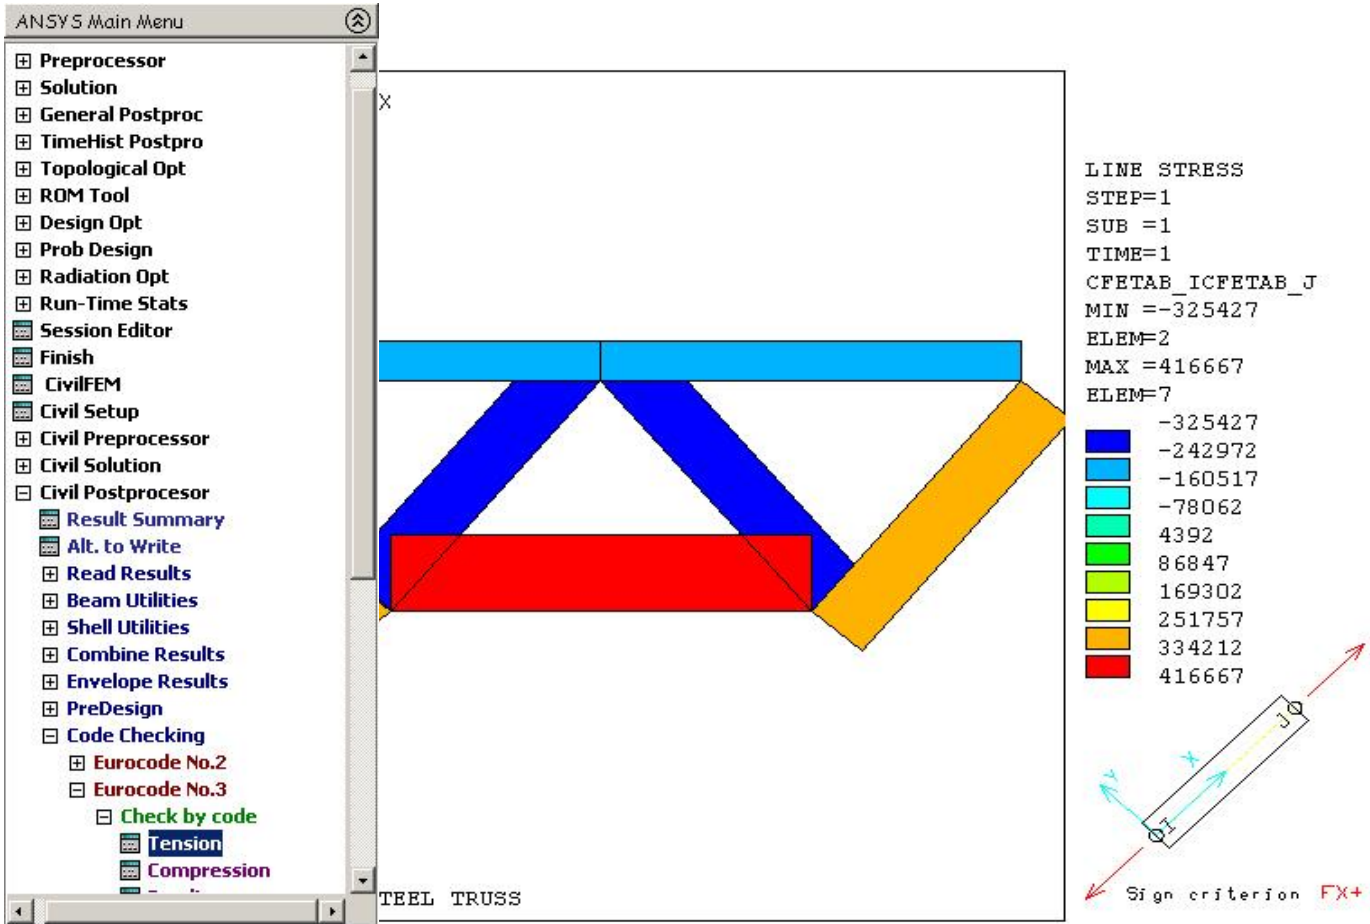 ANSYS Main Menu
Preprocessor
Solution
General Postproc
TimeHist Postpro
Topological Opt
ROM Tool
Design Opt
Prob Design
Radiation Opt
Run-Time Stats
Session Editor
Finish
CivilFEM
Civil Setup
Civil Preprocessor
Civil Solution
Civil Postprocesor
Result Summary
Alt. to Write
Read Results
Beam Utilities
Shell Utilities
Combine Results
Envelope Results
PreDesign
Code Checking
Eurocode No.2
Eurocode No.3
Check by code
Tension
Compression
X
TEEL TRUSS
LINE STRESS
STEP=1
SUB =1
TIME=1
CFETAB_ICFETAB_J
MIN =-325427
ELEM=2
MAX =416667
ELEM=7
-325427
-242972
-160517
-78062
4392
86847
169302
251757
334212
416667
J
X
Y
I
Sign criterion FX+